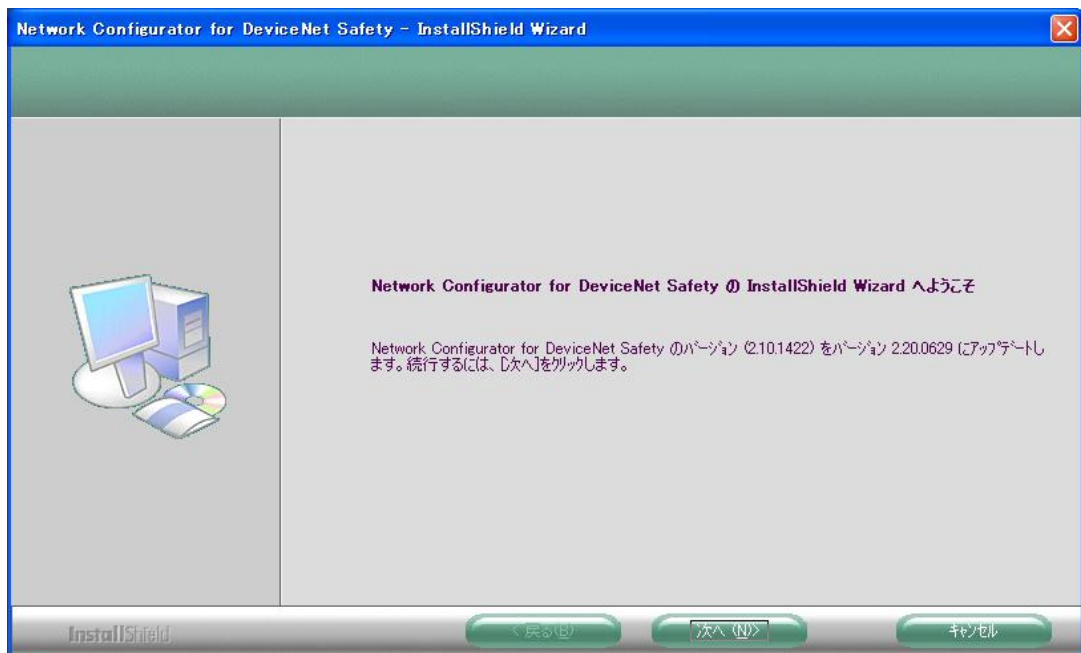 Network Configurator for DeviceNet Safety - InstallShield Wizard
Network Configurator for DeviceNet Safety の InstallShield Wizard へようこそ
Network Configurator for DeviceNet Safety のバージョン (2.10.1422) をバージョン 2.20.0629 にアップデートし
ます。続行するには、[次へ]をクリックします。
InstallShield
< 戻る(B)
次へ (N)>
キャンセル